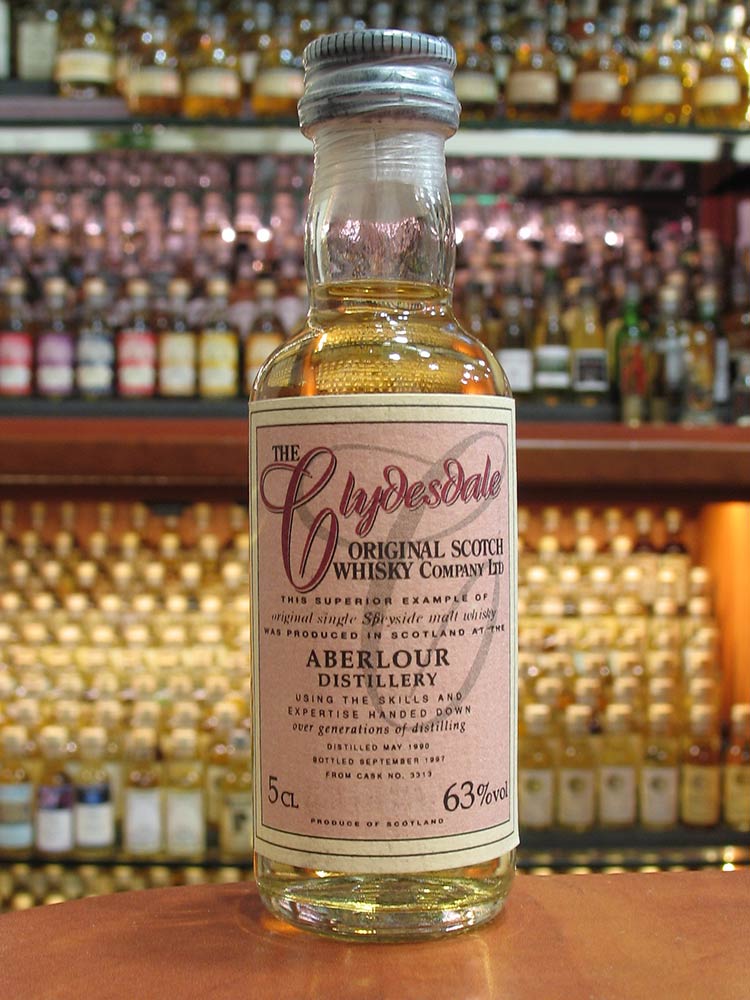 THE
Clydesdale
ORIGINAL SCOTCH
WHISKY COMPANY LTD
THIS SUPERIOR EXAMPLE OF
original single Speyside malt whisky
WAS PRODUCED IN SCOTLAND AT THE
ABERLOUR
DISTILLERY
USING THE SKILLS AND
EXPERTISE HANDED DOWN
over generations of distilling
DISTILLED MAY 1990
BOTTLED SEPTEMBER 1997
FROM CASK NO. 3313
5CL 63%vol
PRODUCE OF SCOTLAND